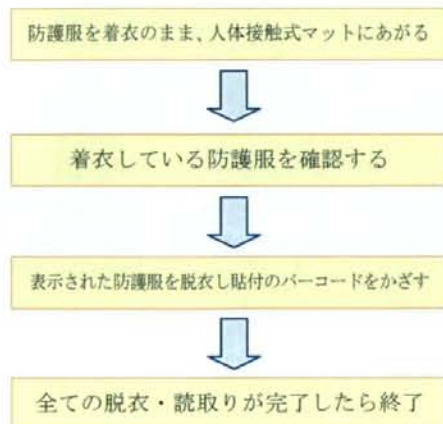 防護服を着衣のまま、人体接触式マットにあがる
着衣している防護服を確認する
表示された防護服を脱衣し貼付のバーコードをかざす
全ての脱衣・読取りが完了したら終了